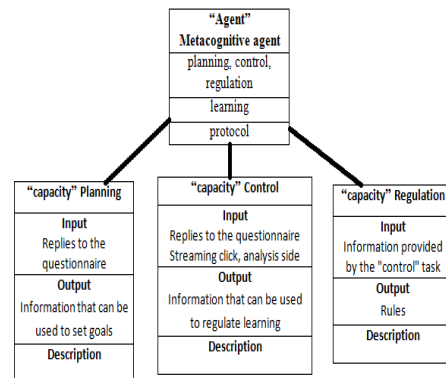 “Agent”
Metacognitive agent
planning, control,
regulation
learning
protocol
“capacity” Planning
Input
Replies to the
questionnaire
Output
Information that can be
used to set goals
Description
“capacity” Control
Input
Replies to the questionnaire
Streaming click, analysis side
Output
Information that can be used
to regulate learning
Description
“capacity” Regulation
Input
Information provided
by the "control" task
Output
Rules
Description